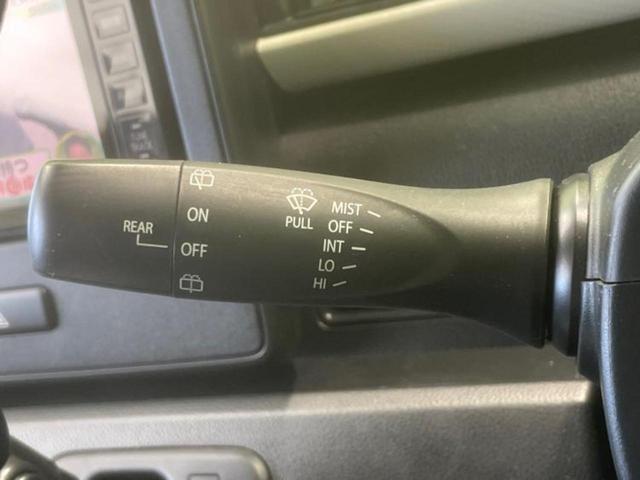 REAR
ON
OFF
PULL
MIST
OFF
INT
LO
HI